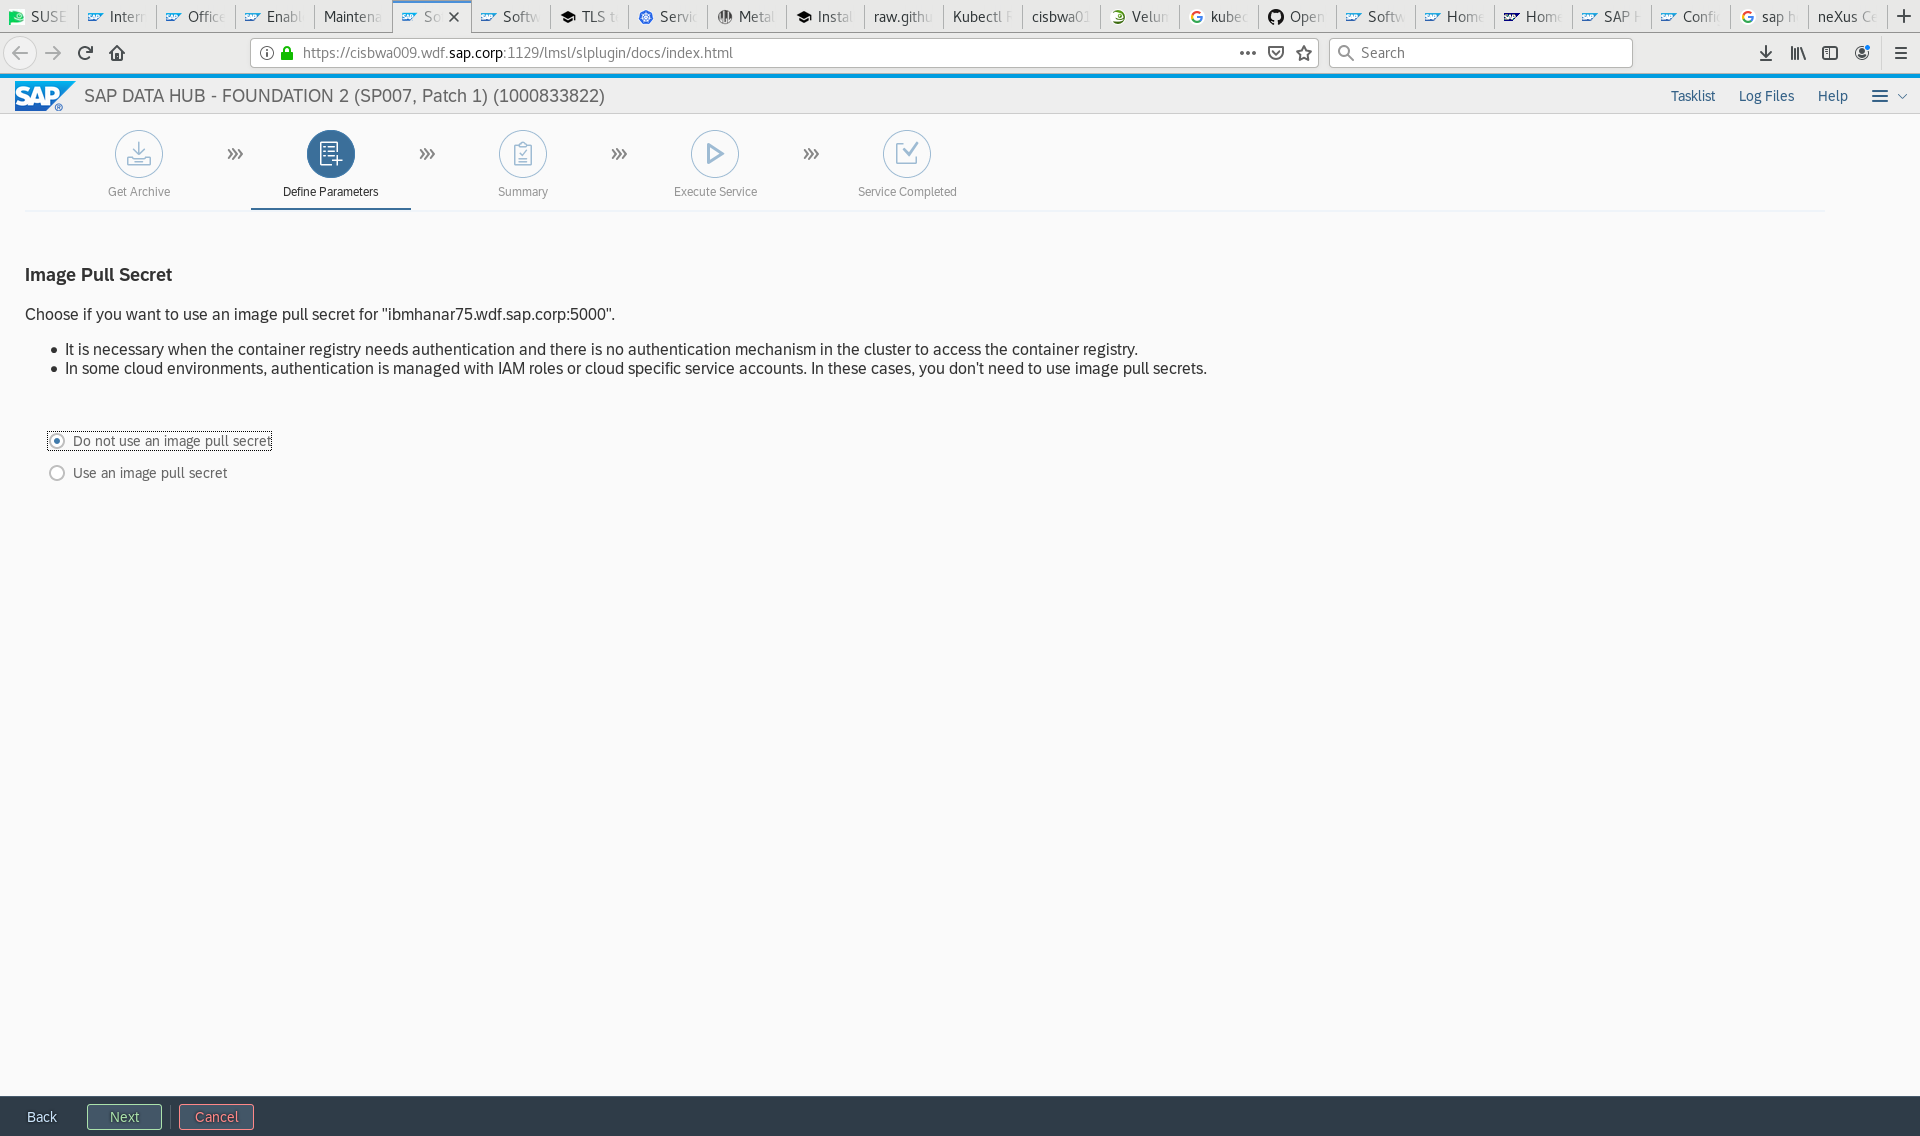 SUSE Intern Office Enabl Maintena So Softw TLS t Servic Metal Instal raw.githu Kubectl cisbwa01 Velum kubec Open Softw Home Home SAP Confi sap h neXus Ce
https://cisbwa009.wdf.sap.corp:1129/lmsl/slplugin/docs/index.html Search
SAP SAP DATA HUB - FOUNDATION 2 (SP007, Patch 1) (1000833822) Tasklist Log Files Help
Get Archive Define Parameters Summary Execute Service Service Completed
Image Pull Secret
Choose if you want to use an image pull secret for "ibmhanar75.wdf.sap.corp:5000".
• It is necessary when the container registry needs authentication and there is no authentication mechanism in the cluster to access the container registry.
• In some cloud environments, authentication is managed with IAM roles or cloud specific service accounts. In these cases, you don't need to use image pull secrets.
Do not use an image pull secret
Use an image pull secret
Back Next Cancel